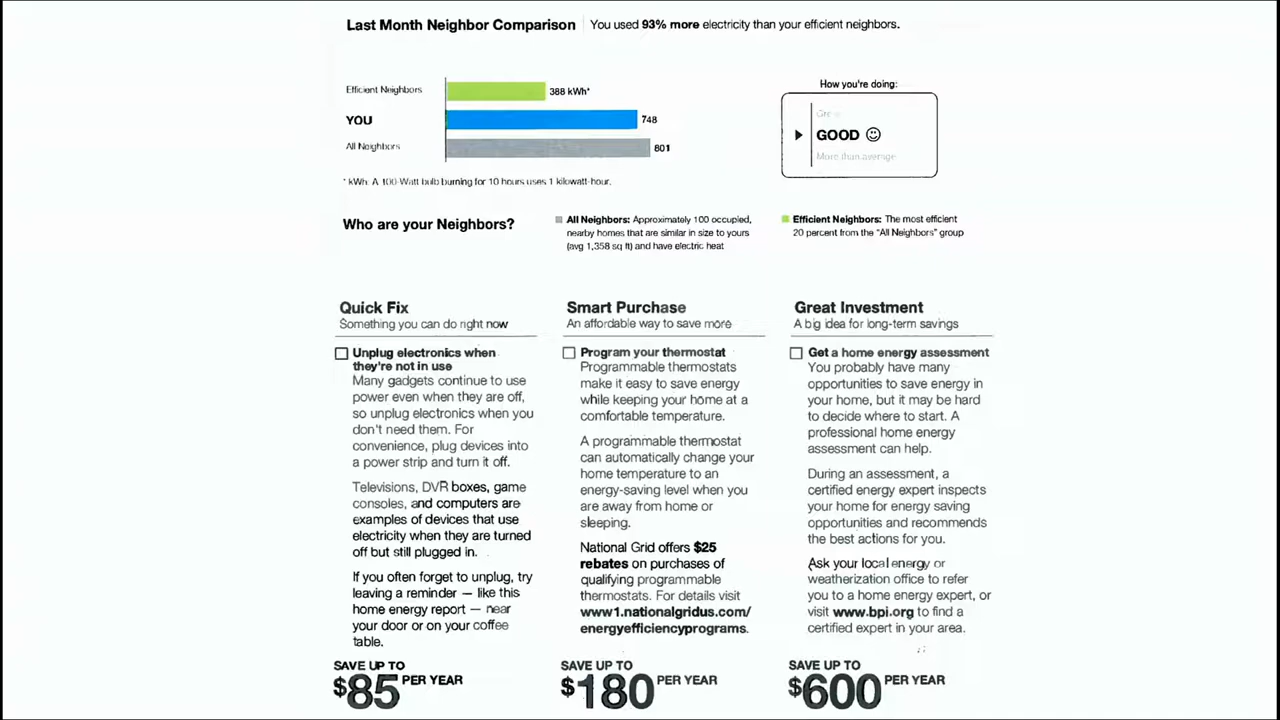 Last Month Neighbor Comparison You used 93% more electricity than your efficient neighbors.
Efficient Neighbors 388 kWh*
YOU 748
All Neighbors 801
* kWh: A 100-Watt bulb burning for 10 hours uses 1 kilowatt-hour.
How you're doing:
GOOD
More than average
Who are your Neighbors?
All Neighbors: Approximately 100 occupied,
nearby homes that are similar in size to yours
(avg 1,358 sq ft) and have electric heat
Efficient Neighbors: The most efficient
20 percent from the "All Neighbors" group
Quick Fix
Something you can do right now
Unplug electronics when
they're not in use
Many gadgets continue to use
power even when they are off,
so unplug electronics when you
don't need them. For
convenience, plug devices into
a power strip and turn it off.
Televisions, DVR boxes, game
consoles, and computers are
examples of devices that use
electricity when they are turned
off but still plugged in.
If you often forget to unplug, try
leaving a reminder — like this
home energy report — near
your door or on your coffee
table.
SAVE UP TO
$85 PER YEAR
Smart Purchase
An affordable way to save more
Program your thermostat
Programmable thermostats
make it easy to save energy
while keeping your home at a
comfortable temperature.
A programmable thermostat
can automatically change your
home temperature to an
energy-saving level when you
are away from home or
sleeping.
National Grid offers $25
rebates on purchases of
qualifying programmable
thermostats. For details visit
www1.nationalgridus.com/
energyefficiencyprograms.
SAVE UP TO
$180 PER YEAR
Great Investment
A big idea for long-term savings
Get a home energy assessment
You probably have many
opportunities to save energy in
your home, but it may be hard
to decide where to start. A
professional home energy
assessment can help.
During an assessment, a
certified energy expert inspects
your home for energy saving
opportunities and recommends
the best actions for you.
Ask your local energy or
weatherization office to refer
you to a home energy expert, or
visit www.bpi.org to find a
certified expert in your area.
SAVE UP TO
$600 PER YEAR